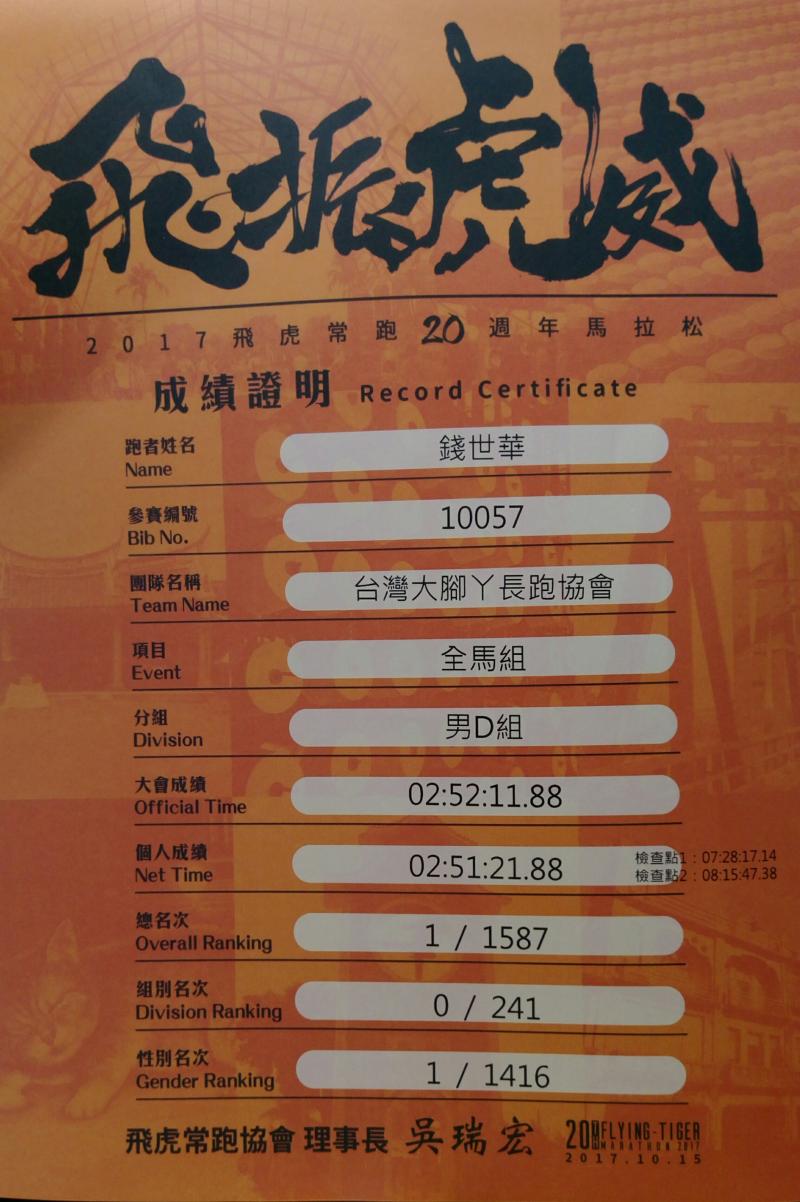 飛振虎威
2017飛虎常跑20週年馬拉松
成績證明 Record Certificate
跑者姓名
Name
錢世華
參賽編號
Bib No.
10057
團隊名稱
Team Name
台灣大腳丫長跑協會
項目
Event
全馬組
分組
Division
男D組
大會成績
Official Time
02:52:11.88
個人成績
Net Time
02:51:21.88
檢查點1：07:28:17.14
檢查點2：08:15:47.38
總名次
Overall Ranking
1 / 1587
組別名次
Division Ranking
0 / 241
性別名次
Gender Ranking
1 / 1416
飛虎常跑協會 理事長 吳瑞宏
20 FLYING-TIGER
MARATHON 2017
2017.10.15